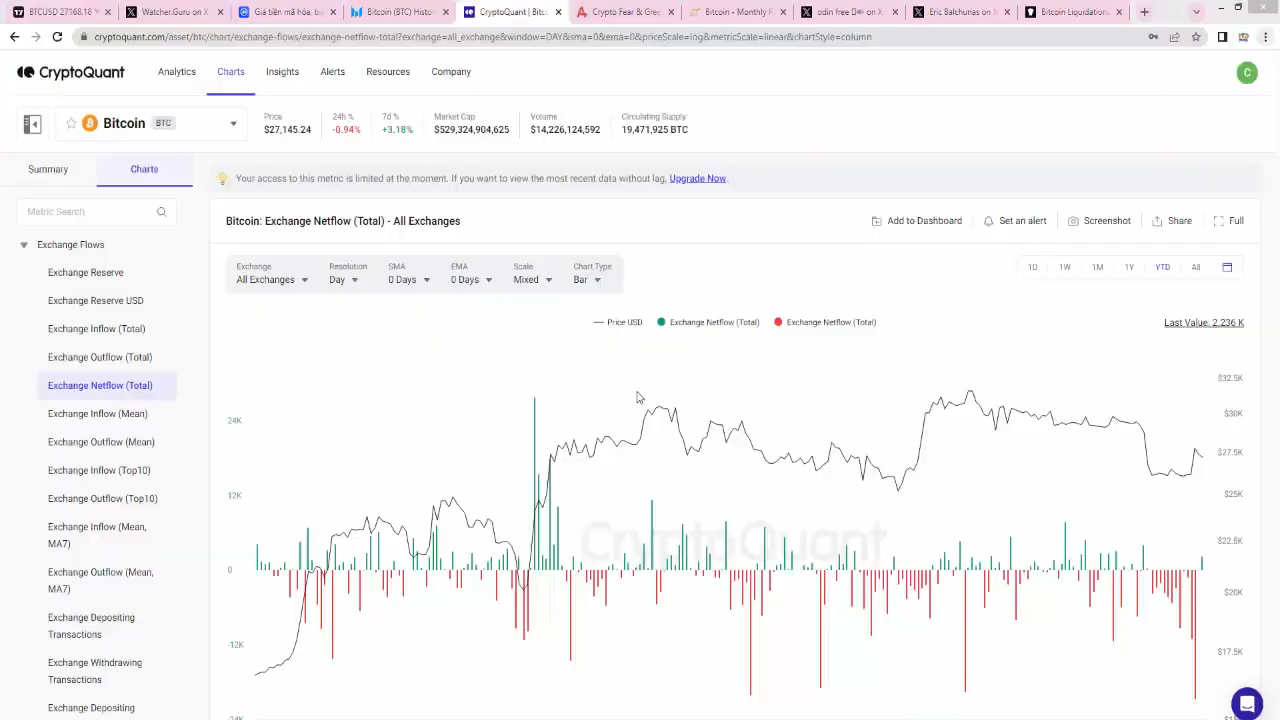 BTCUSD 27168.18
Watcher.Guru on X
Giá tiền mã hóa, b
Bitcoin (BTC) Histo
CryptoQuant | Bitc
Crypto Fear & Gre
Bitcoin - Monthly R
odin free on X
Eric Balchunas on X
Bitcoin Liquidation
cryptoquant.com/asset/btc/chart/exchange-flows/exchange-netflow-total?exchange=all_exchange&window=DAY&sma=0&ema=0&priceScale=log&metricScale=linear&chartStyle=column
CryptoQuant
Analytics Charts Insights Alerts Resources Company
C
Bitcoin BTC
Price 24h % 7d % Market Cap Volume Circulating Supply
$27,145.24 -0.94% +3.18% $529,324,904,625 $14,226,124,592 19,471,925 BTC
Summary Charts
Your access to this metric is limited at the moment. If you want to view the most recent data without lag, Upgrade Now.
Metric Search
Exchange Flows
Exchange Reserve
Exchange Reserve USD
Exchange Inflow (Total)
Exchange Outflow (Total)
Exchange Netflow (Total)
Exchange Inflow (Mean)
Exchange Outflow (Mean)
Exchange Inflow (Top10)
Exchange Outflow (Top10)
Exchange Inflow (Mean,
MA7)
Exchange Outflow (Mean,
MA7)
Exchange Depositing
Transactions
Exchange Withdrawing
Transactions
Exchange Depositing
Bitcoin: Exchange Netflow (Total) - All Exchanges
Add to Dashboard Set an alert Screenshot Share Full
Exchange Resolution SMA EMA Scale Chart Type
All Exchanges Day 0 Days 0 Days Mixed Bar
1D 1W 1M 1Y YTD All
Price USD Exchange Netflow (Total) Exchange Netflow (Total)
Last Value: 2.236 K
24K
12K
0
-12K
-24K
$32.5K
$30K
$27.5K
$25K
$22.5K
$20K
$17.5K
CryptoQuant